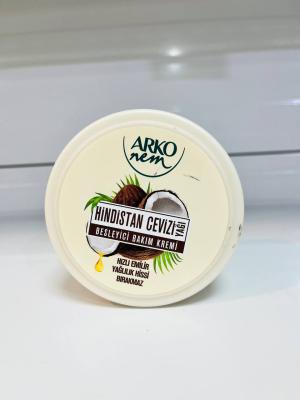 ARKO
nem
HINDISTAN CEVIZI
YAĞI
BESLEYİCİ BAKIM KREMİ
HIZLI EMİLİR
YAĞLILIK HİSSİ
BIRAKMAZ